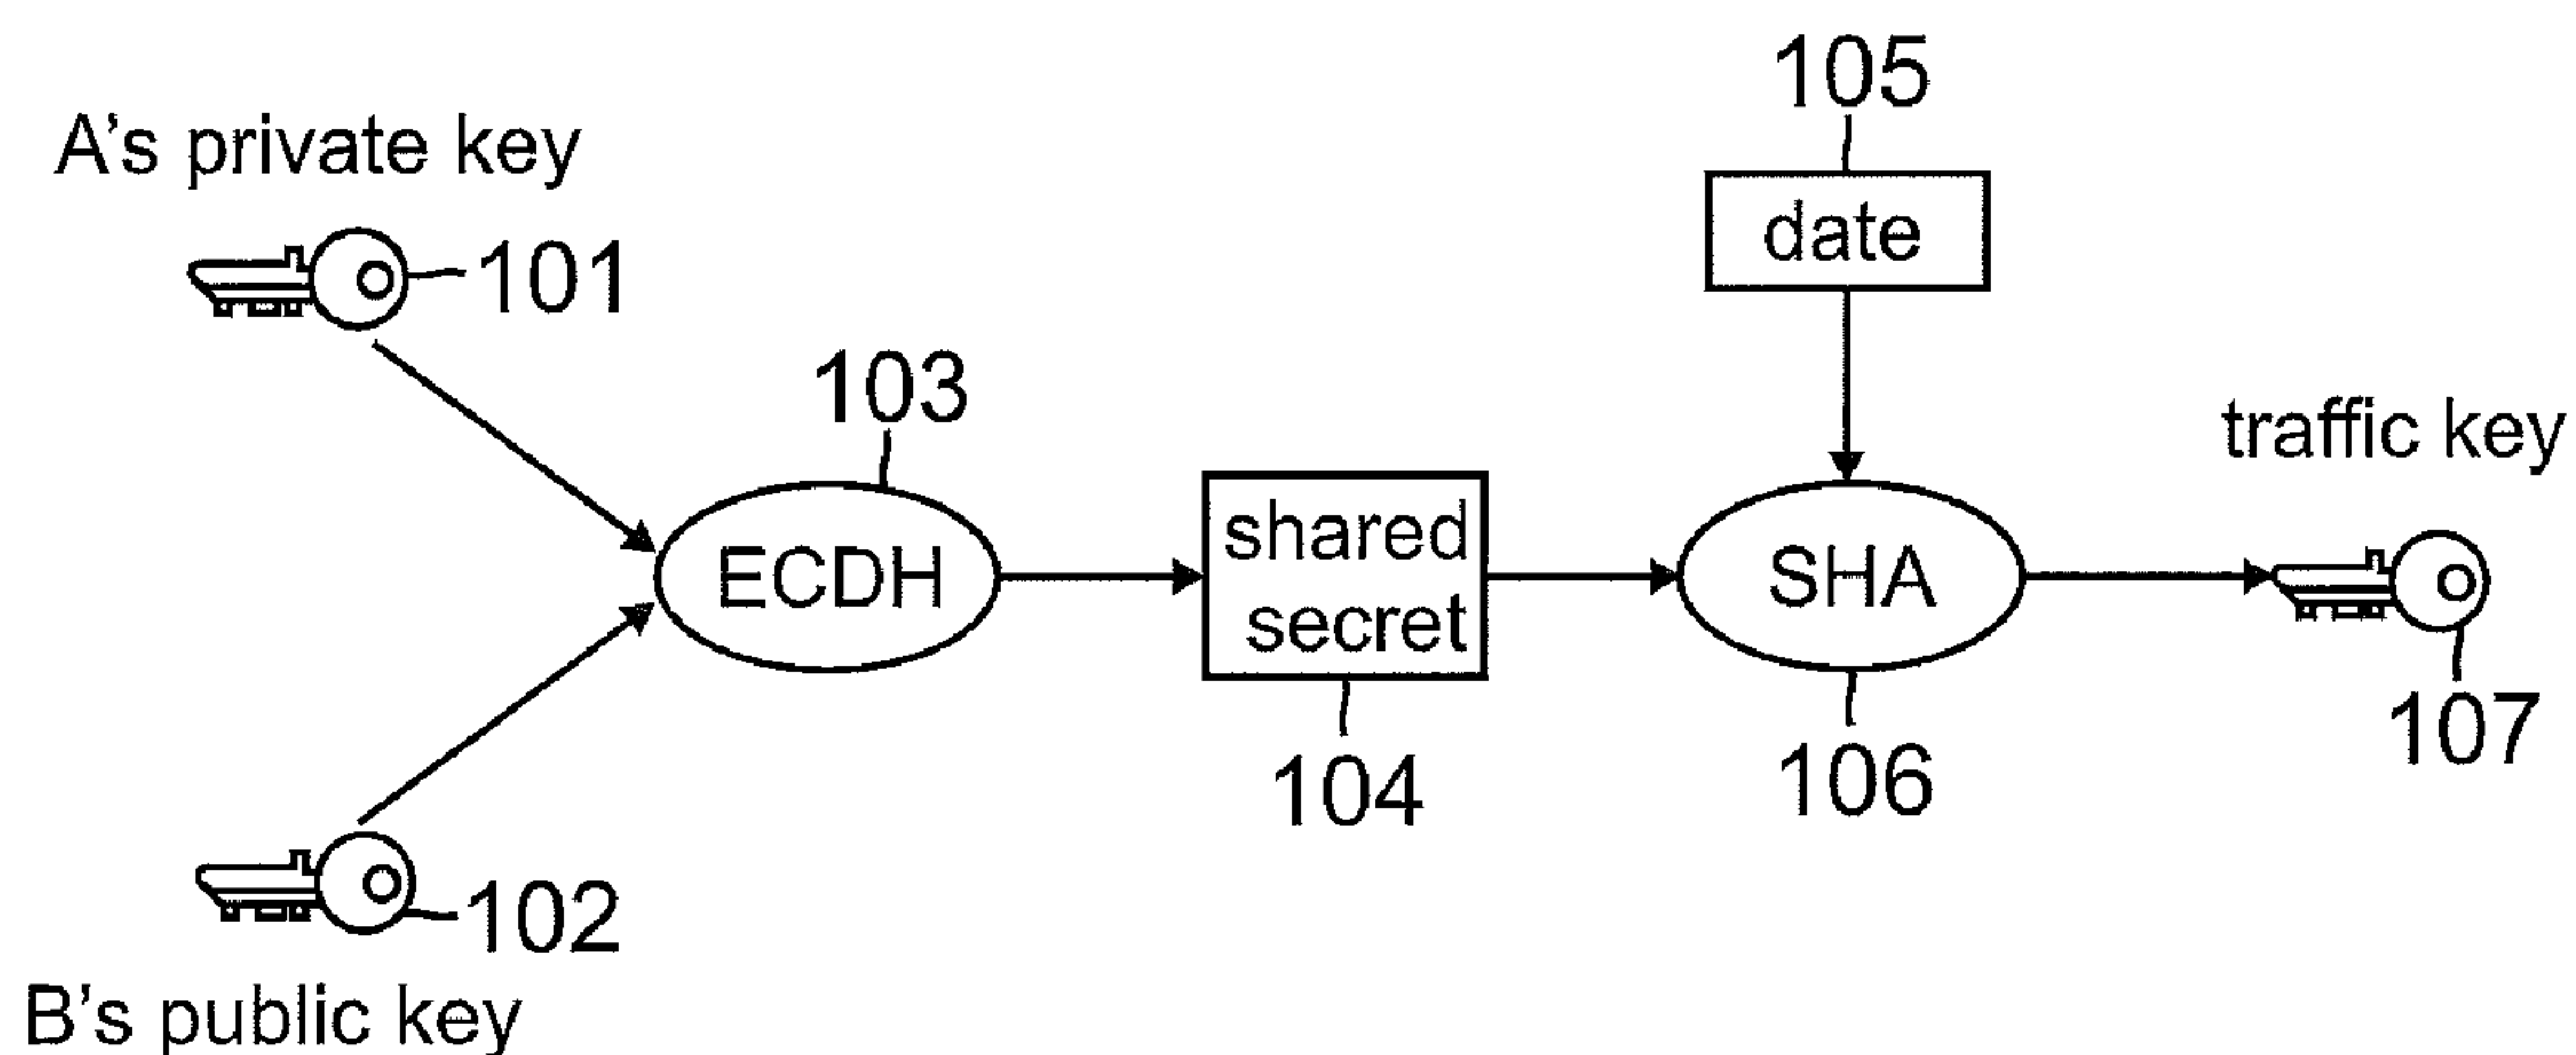 105
A's private key
date
101
103
traffic key
shared
secret
ECDH
SHA
104
106
107
102
B's public key